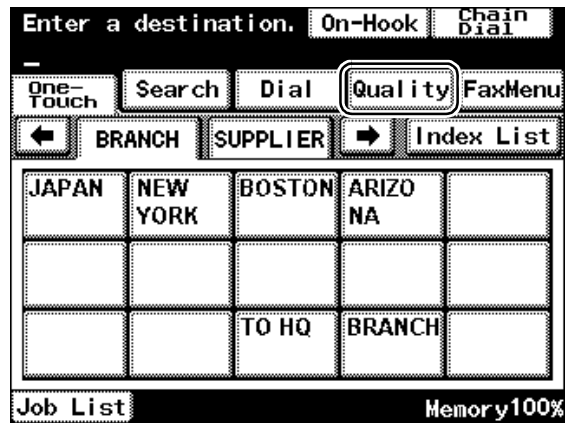 Enter a destination. On-Hook Chain Dial
One-Touch Search Dial Quality FaxMenu
BRANCH SUPPLIER Index List
JAPAN NEW YORK BOSTON ARIZO NA
TO HQ BRANCH
Job List Memory100%